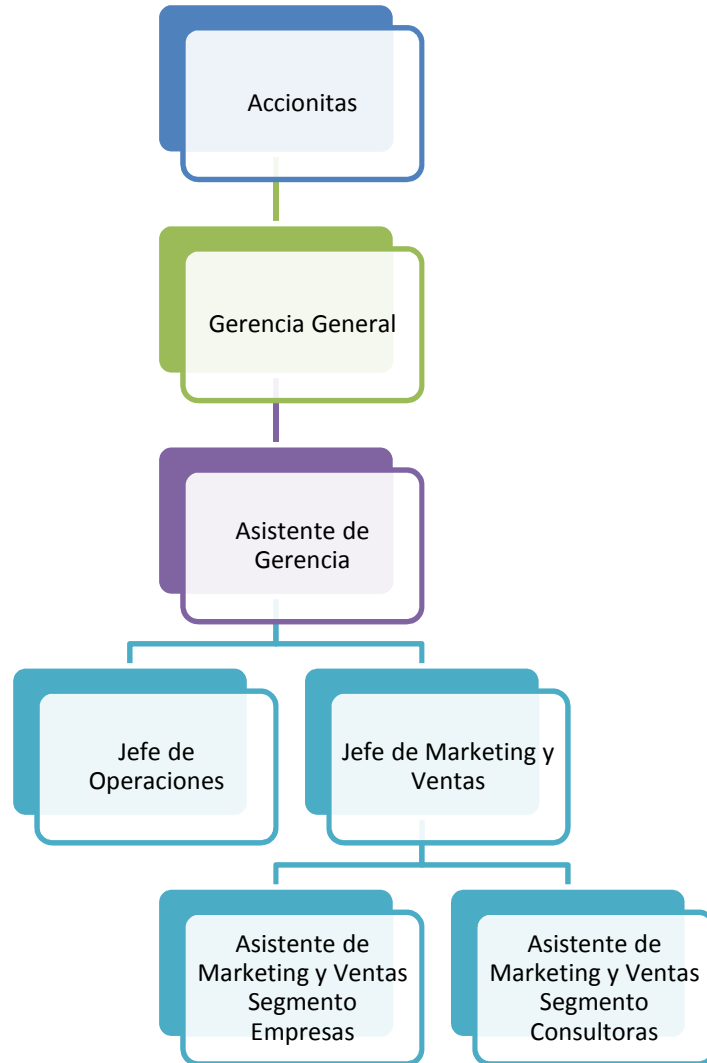 Accionitas
Gerencia General
Asistente de
Gerencia
Jefe de
Operaciones
Jefe de Marketing y
Ventas
Asistente de
Marketing y Ventas
Segmento
Empresas
Asistente de
Marketing y Ventas
Segmento
Consultoras